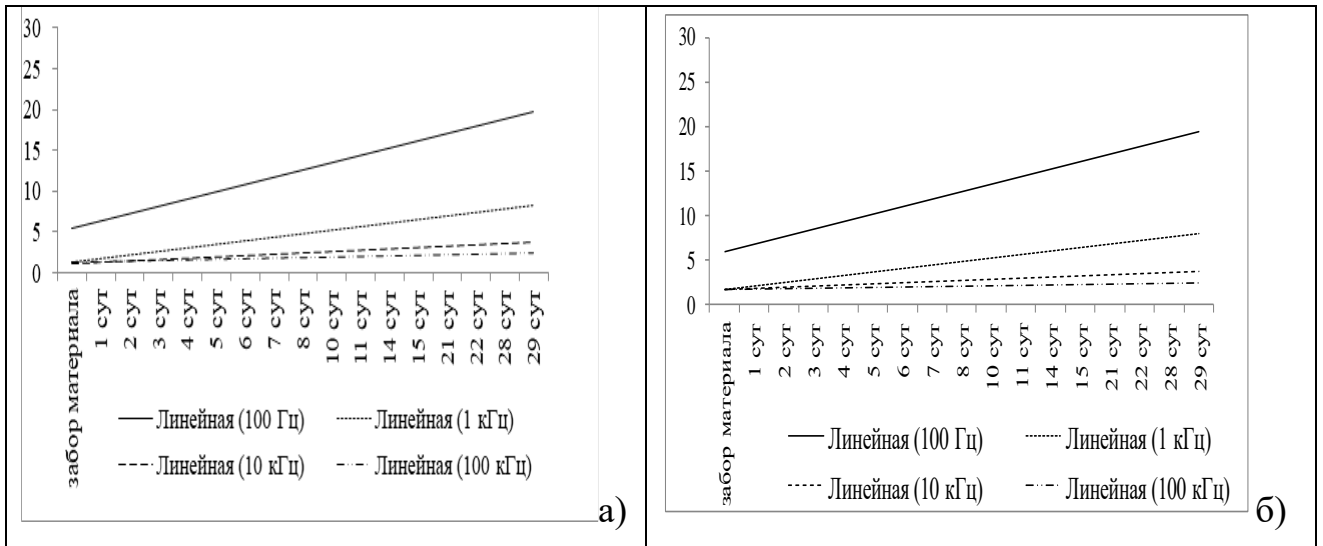 30
25
20
15
10
5
0
забор материала
1 сут
2 сут
3 сут
4 сут
5 сут
6 сут
7 сут
8 сут
10 сут
11 сут
14 сут
15 сут
21 сут
22 сут
28 сут
29 сут
Линейная (100 Гц) Линейная (1 кГц)
Линейная (10 кГц) Линейная (100 кГц)
а)
30
25
20
15
10
5
0
забор материала
1 сут
2 сут
3 сут
4 сут
5 сут
6 сут
7 сут
8 сут
10 сут
11 сут
14 сут
15 сут
21 сут
22 сут
28 сут
29 сут
Линейная (100 Гц) Линейная (1 кГц)
Линейная (10 кГц) Линейная (100 кГц)
б)